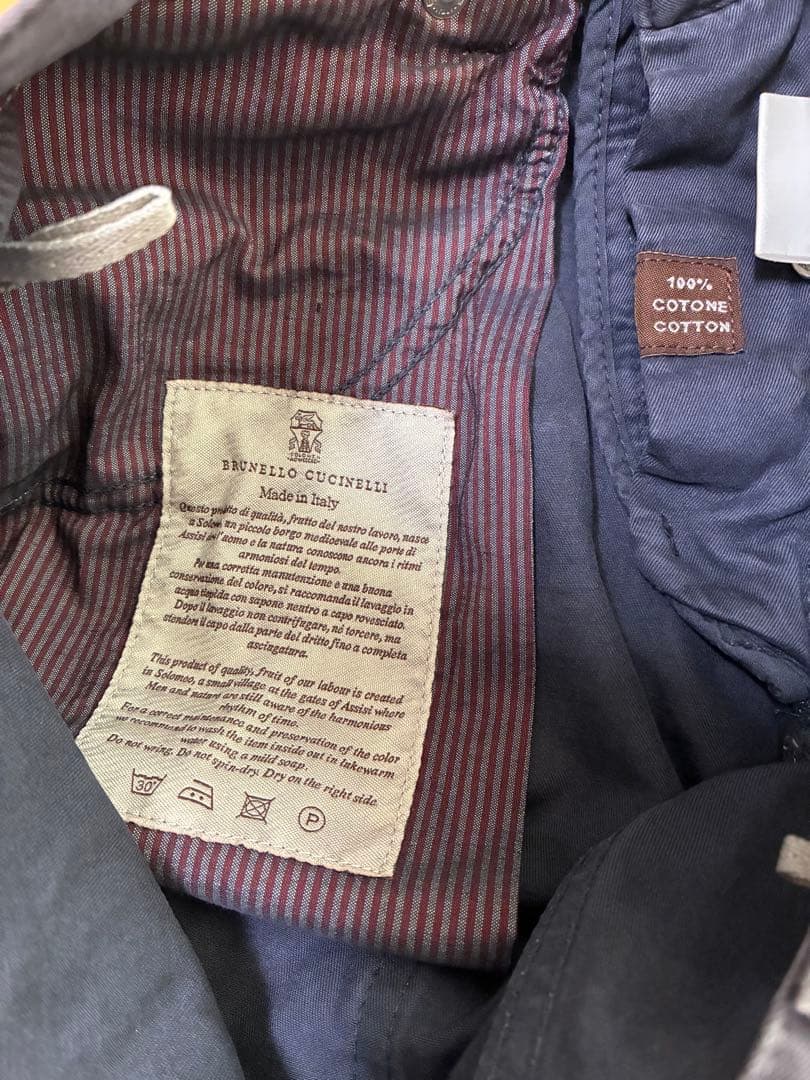 SOLOMEO
BRUNELLO CUCINELLI
Made in Italy
Questo prodotto di qualità, frutto del nostro lavoro, nasce
a Solomeo un piccolo borgo medioevale alle porte di
Assisi dove l'uomo e la natura conoscono ancora i ritmi
armoniosi del tempo.
Per una corretta manutenzione e una buona
conservazione del colore, si raccomanda il lavaggio in
acqua tiepida con sapone neutro a capo rovesciato.
Dopo il lavaggio non centrifugare, nè torcere, ma
stendere il capo dalla parte del dritto fino a completa
asciugatura.
This product of quality, fruit of our labour is created
in Solomeo, a small village at the gates of Assisi where
Men and nature are still aware of the harmonious
rhythm of time.
For a correct maintenance and preservation of the color
we recommend to wash the item inside out in lukewarm
water using a mild soap.
Do not wring. Do not spin-dry. Dry on the right side.
30°
P
100%
COTONE
COTTON